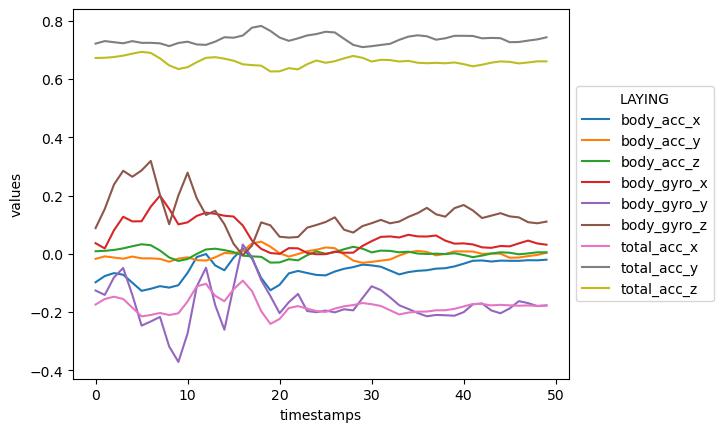 0.8
0.6
0.4
0.2
0.0
−0.2
−0.4
values
0
10
20
30
40
50
timestamps
LAYING
body_acc_x
body_acc_y
body_acc_z
body_gyro_x
body_gyro_y
body_gyro_z
total_acc_x
total_acc_y
total_acc_z